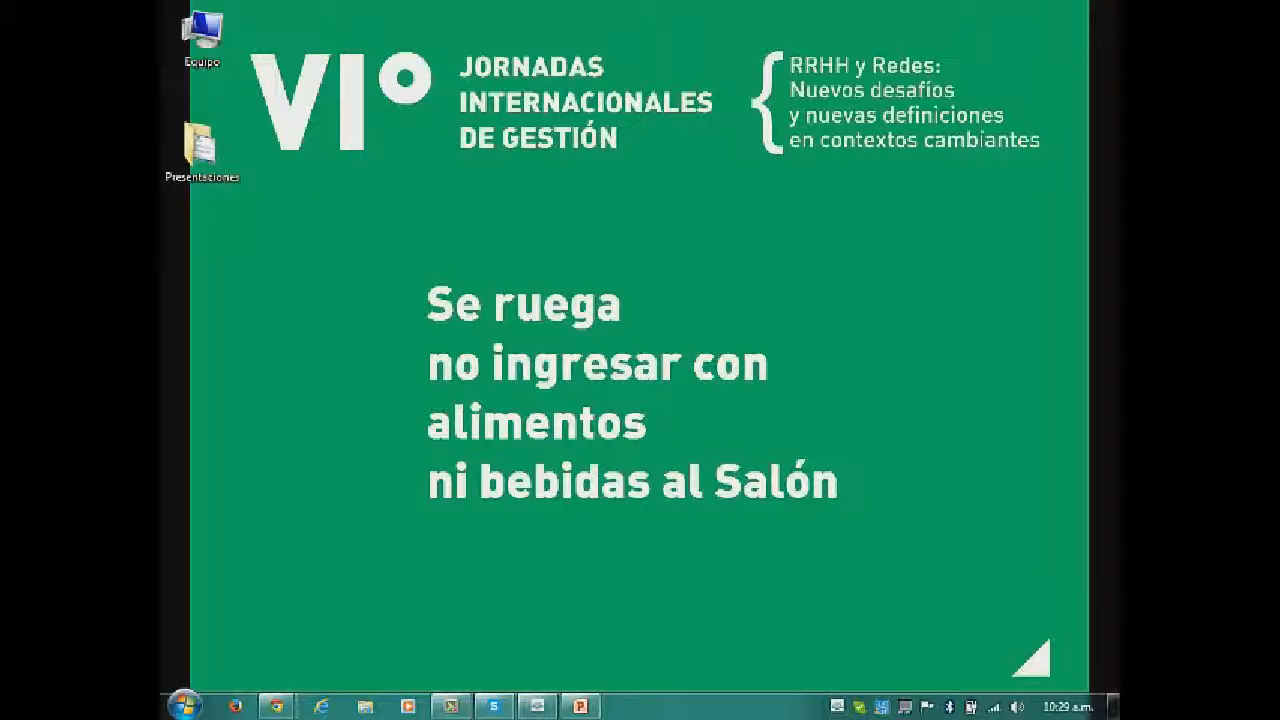 Equipo
Presentaciones
VIº
JORNADAS
INTERNACIONALES
DE GESTIÓN
RRHH y Redes:
Nuevos desafíos
y nuevas definiciones
en contextos cambiantes
Se ruega
no ingresar con
alimentos
ni bebidas al Salón
10:29 a.m.